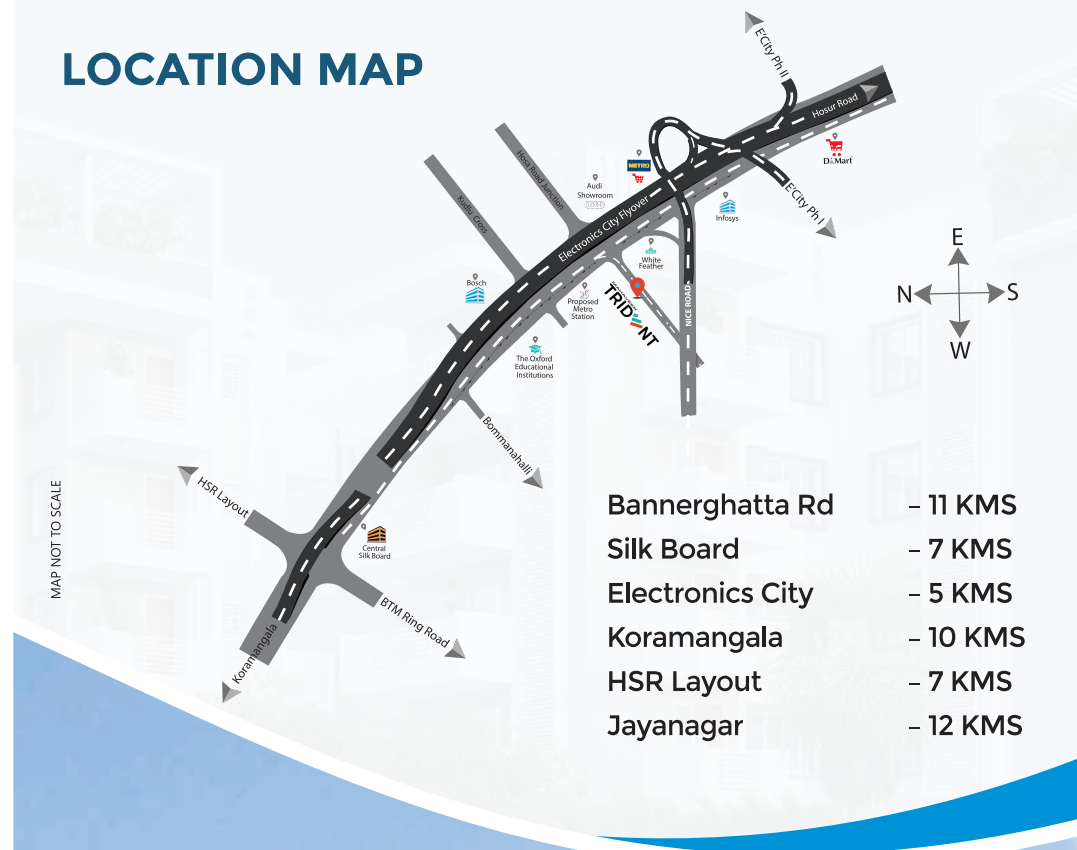 LOCATION MAP
E'City Ph II
Hosur Road
D Mart
E'City Ph I
METRO
Infosys
Hosa Road Junction
Audi
Showroom
Electronics City Flyover
Kudlu Cross
White
Feather
NICE ROAD
TRIDENT
Bosch
Proposed
Metro
Station
The Oxford
Educational
Institutions
Bommanahalli
HSR Layout
Central
Silk Board
BTM Ring Road
Koramangala
MAP NOT TO SCALE
E
N
S
W
Bannerghatta Rd – 11 KMS
Silk Board – 7 KMS
Electronics City – 5 KMS
Koramangala – 10 KMS
HSR Layout – 7 KMS
Jayanagar – 12 KMS